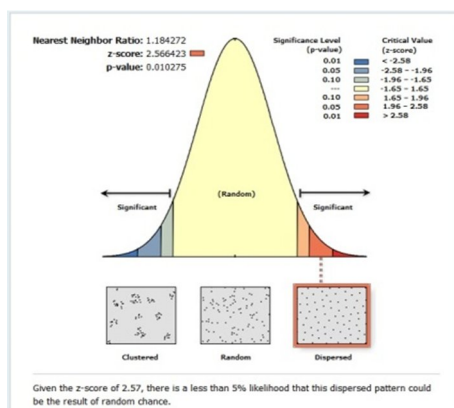 Nearest Neighbor Ratio: 1.184272
z-score: 2.566423
p-value: 0.010275
Significance Level
(p-value)
Critical Value
(z-score)
0.01 < -2.58
0.05 -2.58 - -1.96
0.10 -1.96 - -1.65
--- -1.65 - 1.65
0.10 1.65 - 1.96
0.05 1.96 - 2.58
0.01 > 2.58
(Random)
Significant
Significant
Clustered
Random
Dispersed
Given the z-score of 2.57, there is a less than 5% likelihood that this dispersed pattern could
be the result of random chance.